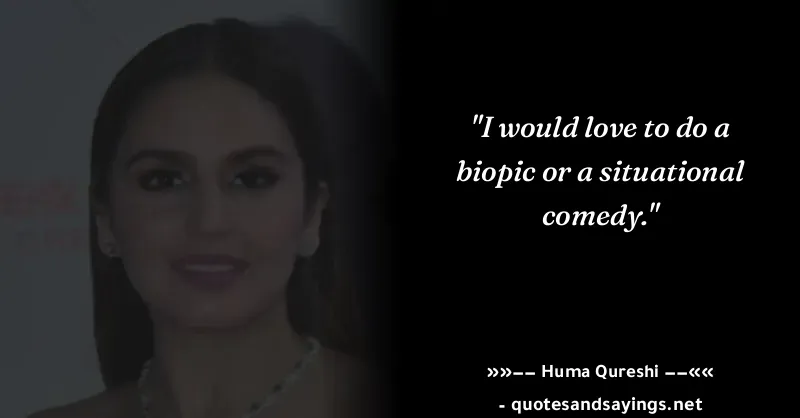 "I would love to do a
biopic or a situational
comedy."
»»−− Huma Qureshi −−««
- quotesandsayings.net